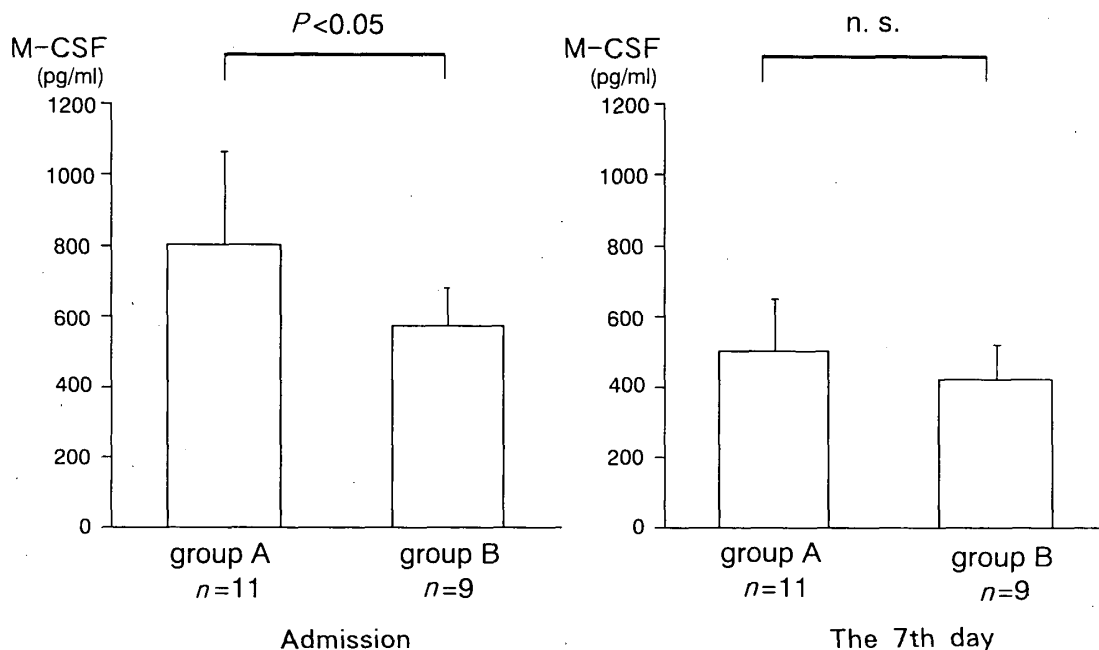 P<0.05
M-CSF
(pg/ml)
1200
1000
800
600
400
200
0
group A
n=11
group B
n=9
Admission
n. s.
M-CSF
(pg/ml)
1200
1000
800
600
400
200
0
group A
n=11
group B
n=9
The 7th day